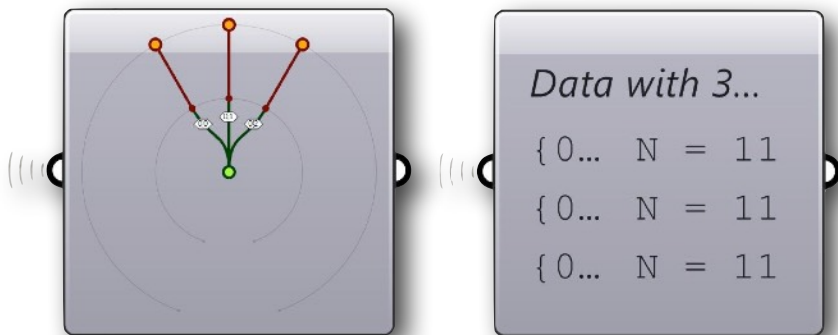 Data with 3...
{0... N = 11
{0... N = 11
{0... N = 11